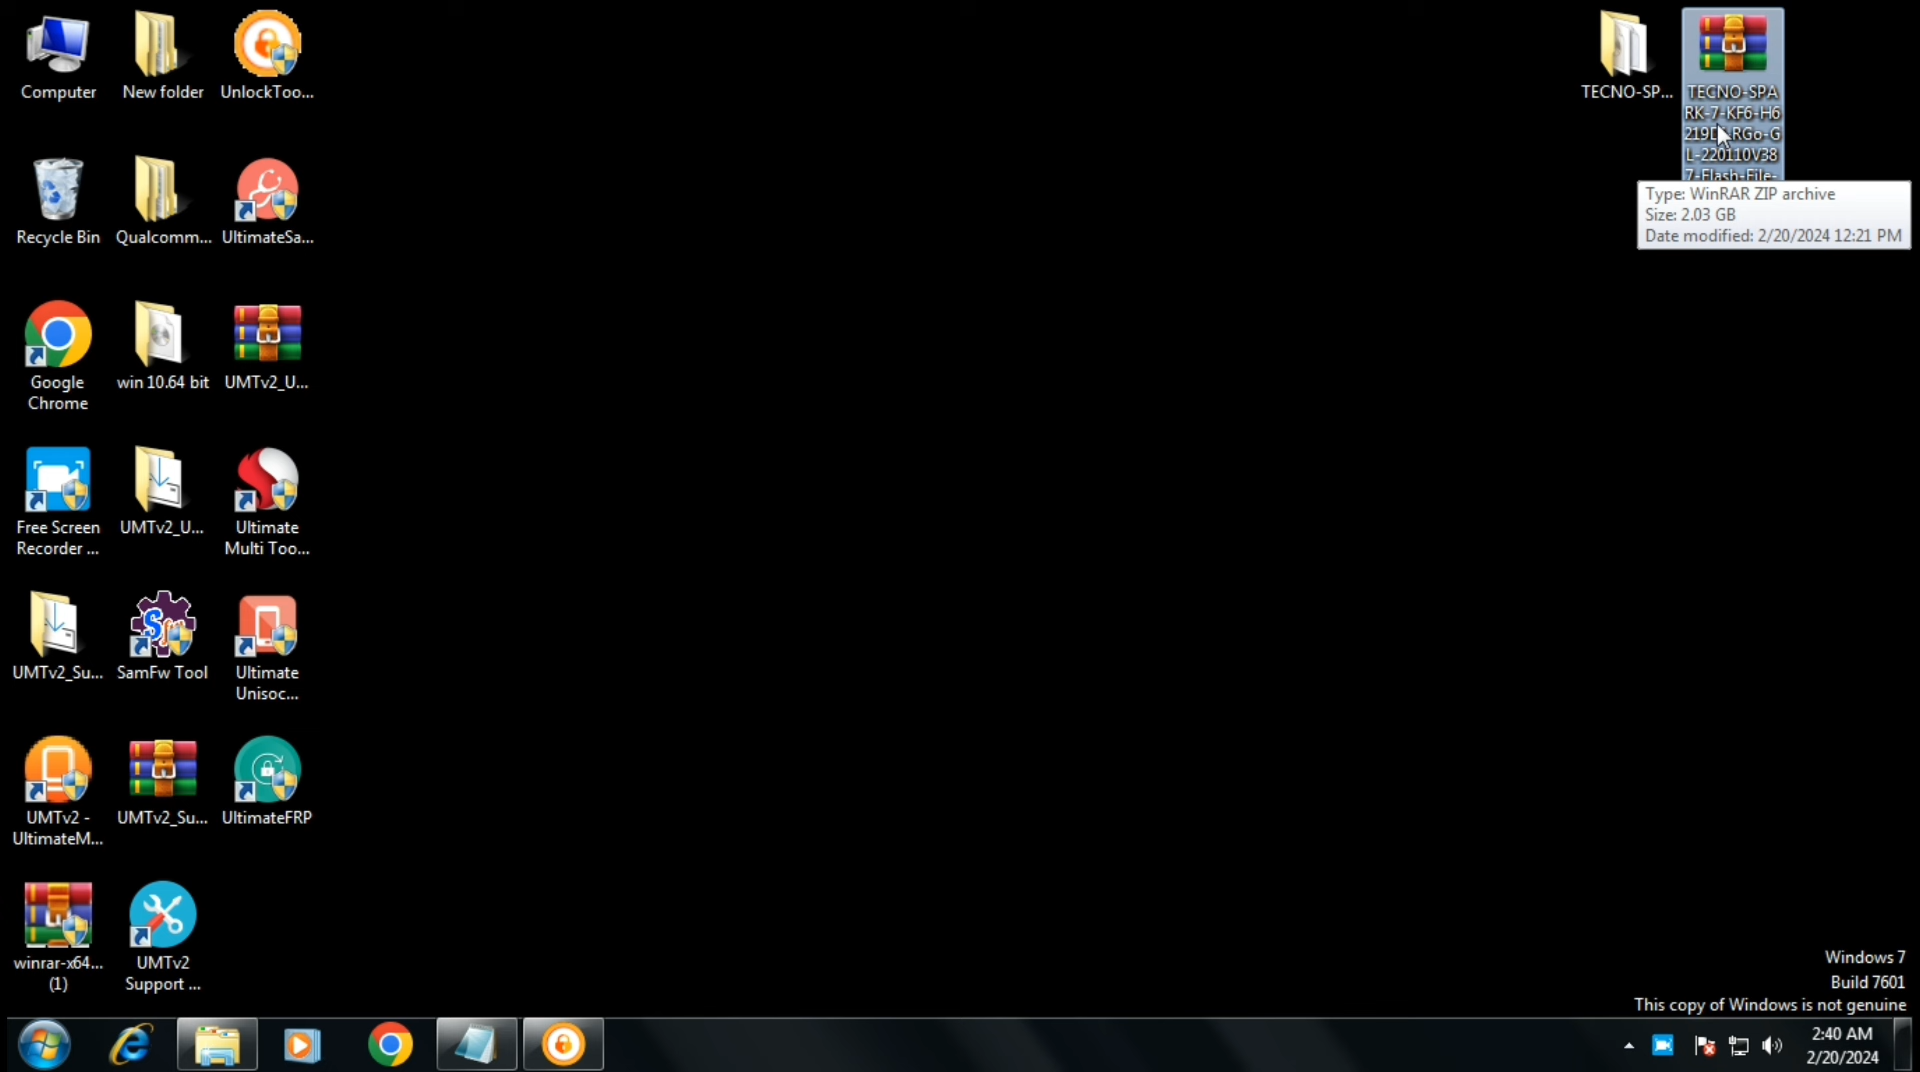 Computer
New folder
UnlockToo...
TECNO-SP...
TECNO-SPA
RK-7-KF6-H6
RGo-G
L-220110V38
7-Flash-File-
Type: WinRAR ZIP archive
Size: 2.03 GB
Date modified: 2/20/2024 12:21 PM
Recycle Bin
Qualcomm...
UltimateSa...
Google
Chrome
win 10.64 bit
UMTv2_U...
Free Screen
Recorder ...
UMTv2_U...
Ultimate
Multi Too...
UMTv2_Su...
SamFw Tool
Ultimate
Unisoc...
UMTv2 -
UltimateM...
UMTv2_Su...
UltimateFRP
winrar-x64...
(1)
UMTv2
Support ...
Windows 7
Build 7601
This copy of Windows is not genuine
2:40 AM
2/20/2024